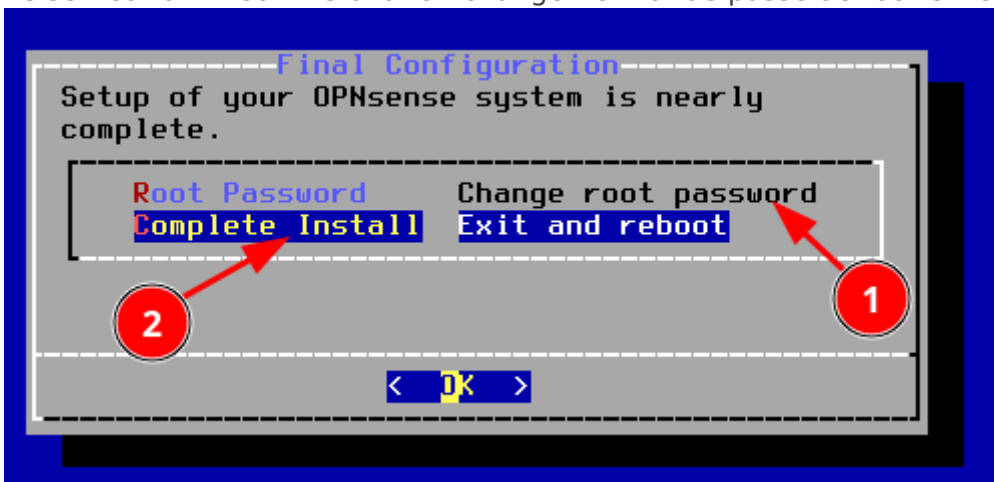 Final Configuration
Setup of your OPNsense system is nearly
complete.
Root Password Change root password
Complete Install Exit and reboot
1
2
< OK >